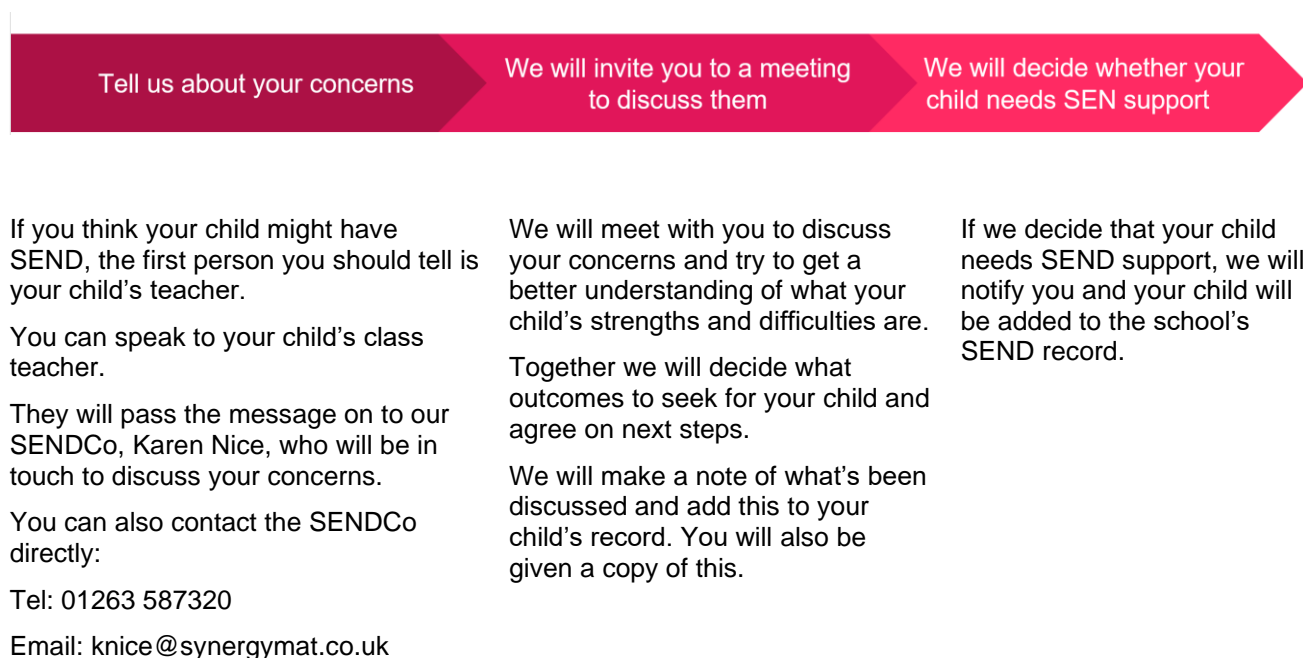 Tell us about your concerns
We will invite you to a meeting
to discuss them
We will decide whether your
child needs SEN support
If you think your child might have
SEND, the first person you should tell is
your child’s teacher.
You can speak to your child’s class
teacher.
They will pass the message on to our
SENDCo, Karen Nice, who will be in
touch to discuss your concerns.
You can also contact the SENDCo
directly:
Tel: 01263 587320
Email: knice@synergymat.co.uk
We will meet with you to discuss
your concerns and try to get a
better understanding of what your
child’s strengths and difficulties are.
Together we will decide what
outcomes to seek for your child and
agree on next steps.
We will make a note of what’s been
discussed and add this to your
child’s record. You will also be
given a copy of this.
If we decide that your child
needs SEND support, we will
notify you and your child will
be added to the school’s
SEND record.